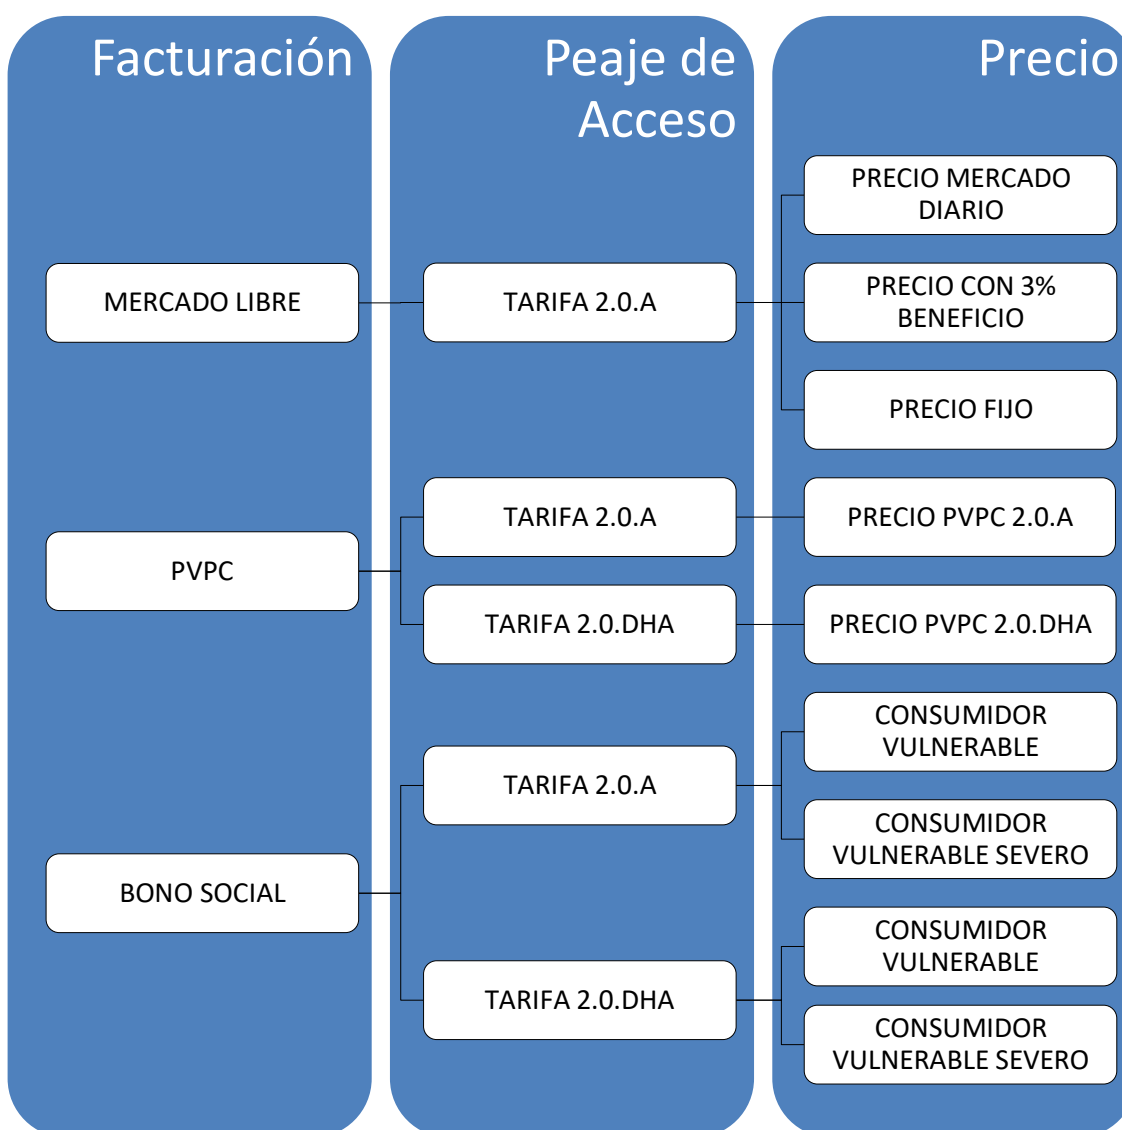 Facturación
Peaje de
Acceso
Precio
MERCADO LIBRE
TARIFA 2.0.A
PRECIO MERCADO
DIARIO
PRECIO CON 3%
BENEFICIO
PRECIO FIJO
PVPC
TARIFA 2.0.A
PRECIO PVPC 2.0.A
TARIFA 2.0.DHA
PRECIO PVPC 2.0.DHA
BONO SOCIAL
TARIFA 2.0.A
CONSUMIDOR
VULNERABLE
CONSUMIDOR
VULNERABLE SEVERO
TARIFA 2.0.DHA
CONSUMIDOR
VULNERABLE
CONSUMIDOR
VULNERABLE SEVERO